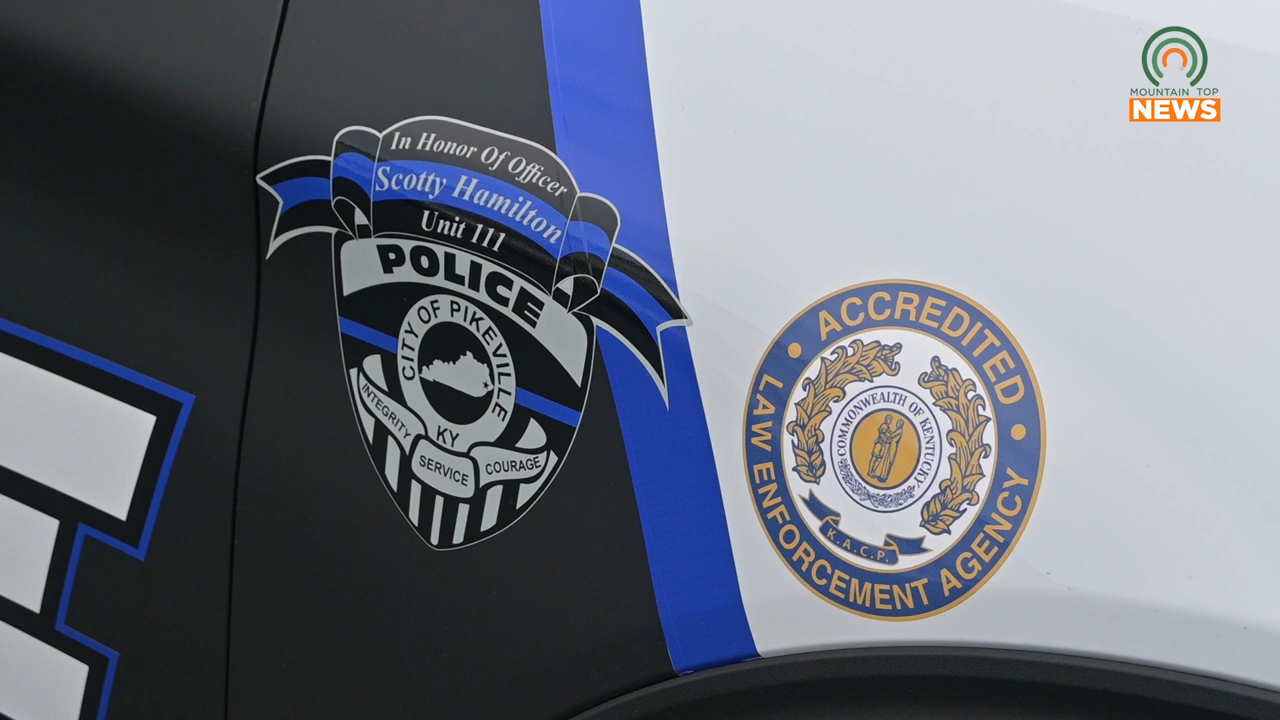 MOUNTAIN TOP
NEWS
In Honor Of Officer
Scotty Hamilton
Unit 111
POLICE
CITY OF PIKEVILLE
KY
INTEGRITY
SERVICE
COURAGE
ACCREDITED
LAW ENFORCEMENT AGENCY
COMMONWEALTH OF KENTUCKY
K.A.C.P.